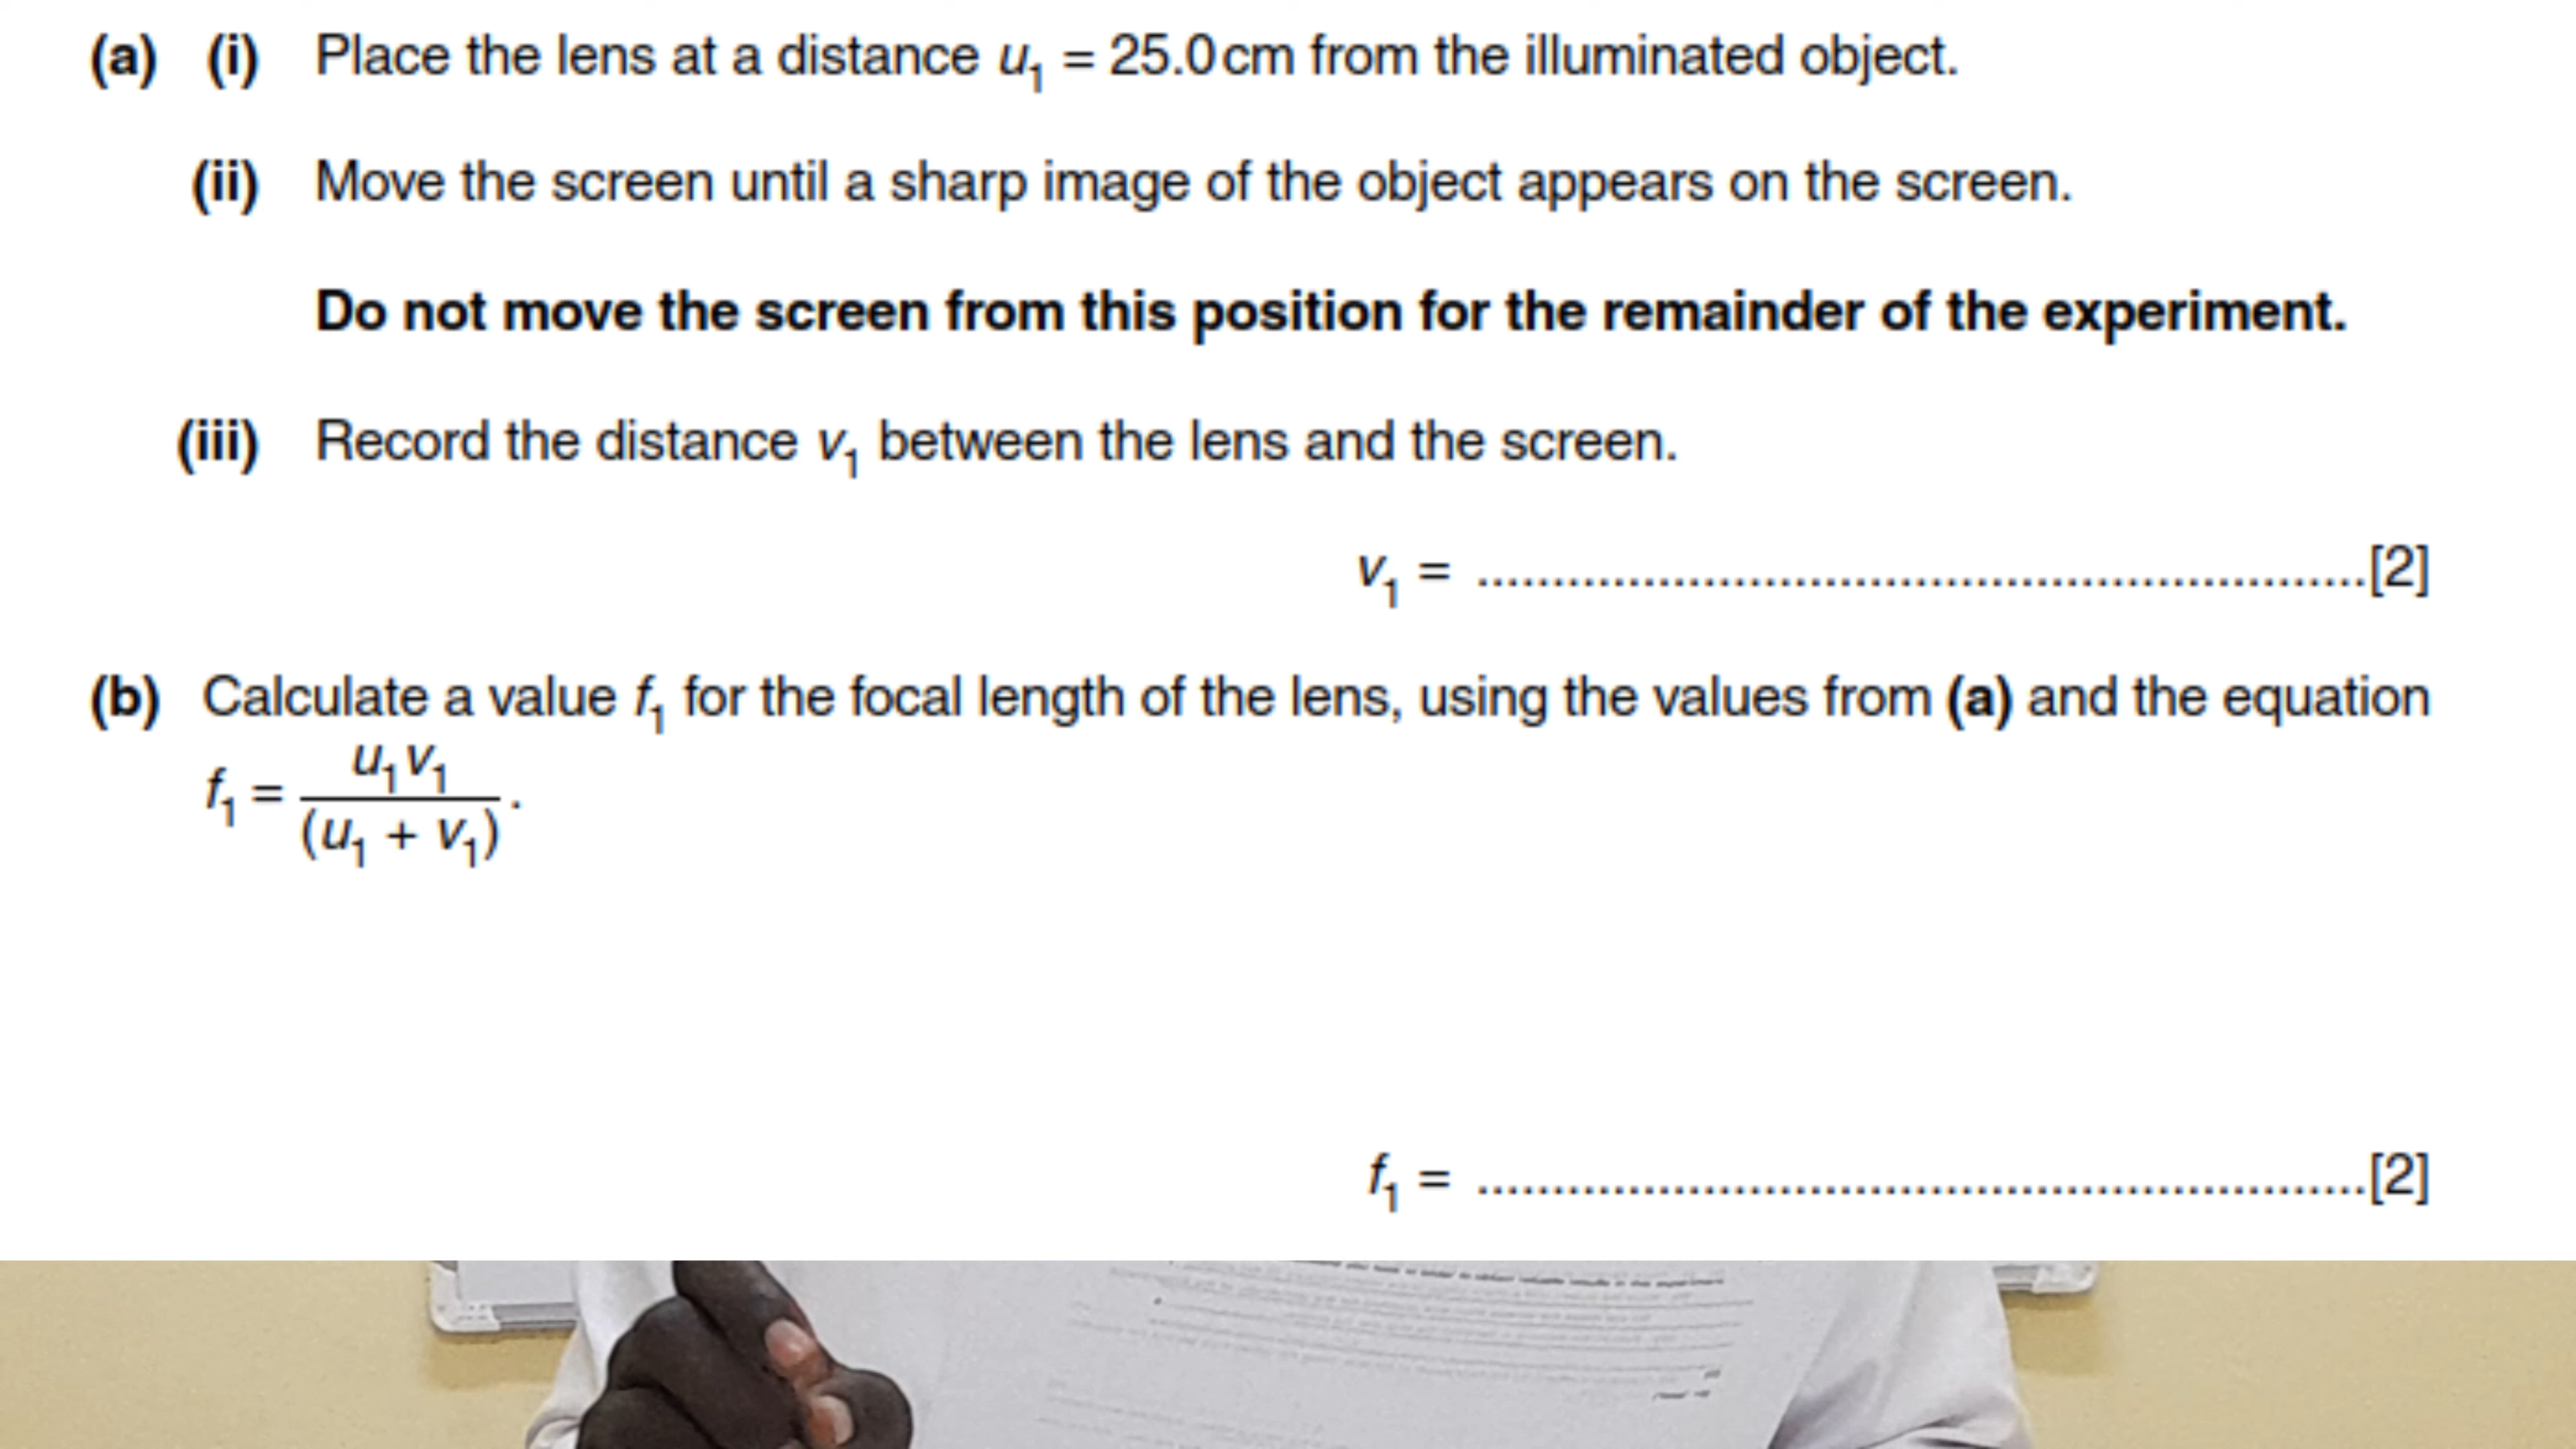 (a) (i) Place the lens at a distance u₁ = 25.0 cm from the illuminated object.
(ii) Move the screen until a sharp image of the object appears on the screen.
Do not move the screen from this position for the remainder of the experiment.
(iii) Record the distance v₁ between the lens and the screen.
v₁ = ..........................................................[2]
(b) Calculate a value f₁ for the focal length of the lens, using the values from (a) and the equation
f₁ = u₁v₁ / (u₁ + v₁).
f₁ = ..........................................................[2]